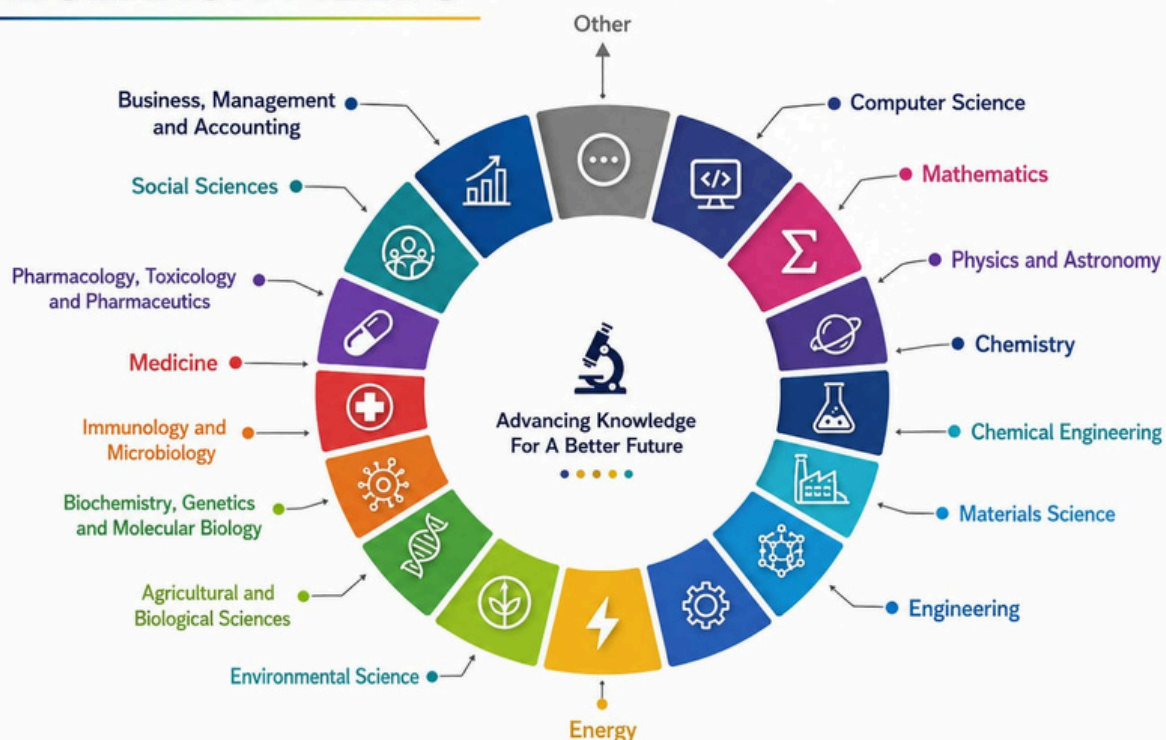 Other
Business, Management
and Accounting
Computer Science
Social Sciences
Mathematics
Pharmacology, Toxicology
and Pharmaceutics
Physics and Astronomy
Medicine
Chemistry
Immunology and
Microbiology
Chemical Engineering
Biochemistry, Genetics
and Molecular Biology
Materials Science
Agricultural and
Biological Sciences
Engineering
Environmental Science
Energy
</>
Σ
Advancing Knowledge
For A Better Future